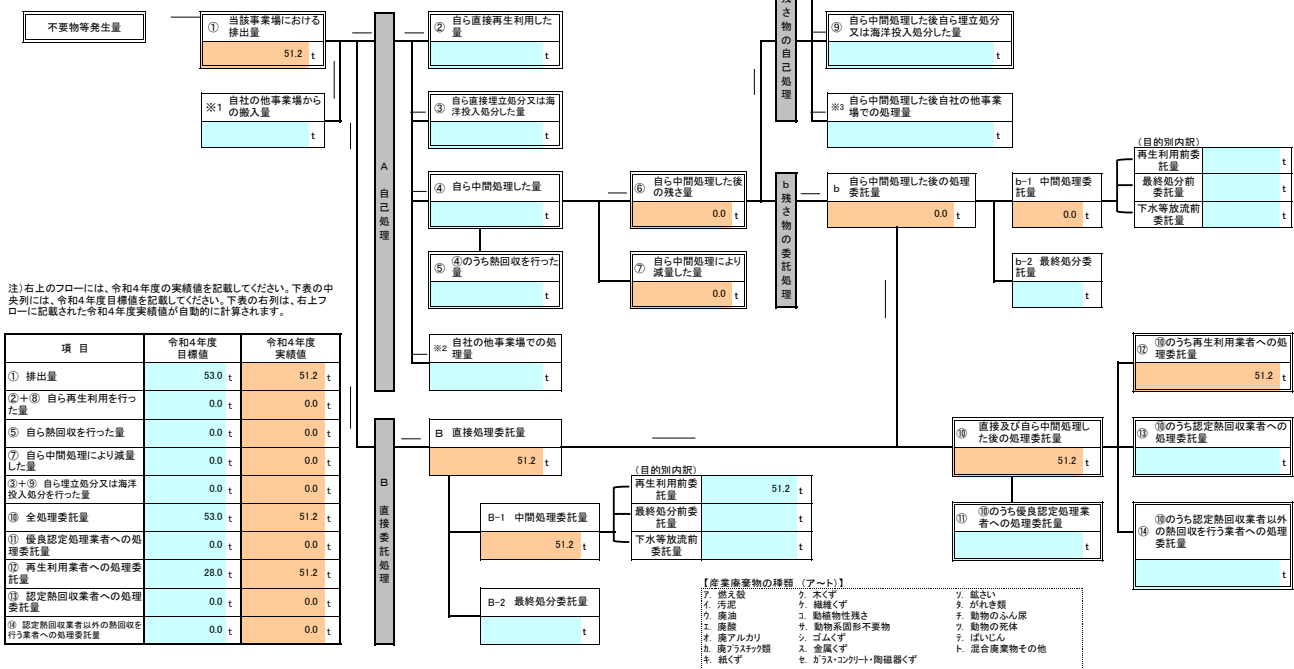 不要物等発生量
① 当該事業場における
排出量
51.2 t
※1 自社の他事業場から
の搬入量
t
A 自己処理
② 自ら直接再生利用した
量
t
③ 自ら直接埋立処分又は海
洋投入処分した量
t
④ 自ら中間処理した量
t
⑤ ④のうち熱回収を行った
量
t
※2 自社の他事業場での処
理量
t
⑥ 自ら中間処理した後
の残さ量
0.0 t
⑦ 自ら中間処理により
減量した量
0.0 t
さ物の自己処理
⑨ 自ら中間処理した後自ら埋立処分
又は海洋投入処分した量
t
※3 自ら中間処理した後自社の他事業
場での処理量
t
b 残さ物の委託処理
b 自ら中間処理した後の処理
委託量
0.0 t
b-1 中間処理委
託量
0.0 t
b-2 最終処分委
託量
t
(目的別内訳)
再生利用前委
託量
t
最終処分前
委託量
t
下水等放流前
委託量
t
注)右上のフローには、令和4年度の実績値を記載してください。下表の中
央列には、令和4年度目標値を記載してください。下表の右列は、右上フ
ローに記載された令和4年度実績値が自動的に計算されます。
項 目 令和4年度
目標値 令和4年度
実績値
① 排出量 53.0 t 51.2 t
②+⑧ 自ら再生利用を行っ
た量 0.0 t 0.0 t
⑤ 自ら熱回収を行った量 0.0 t 0.0 t
⑦ 自ら中間処理により減量
した量 0.0 t 0.0 t
③+⑨ 自ら埋立処分又は海洋
投入処分を行った量 0.0 t 0.0 t
⑩ 全処理委託量 53.0 t 51.2 t
⑪ 優良認定処理業者への処
理委託量 0.0 t 0.0 t
⑫ 再生利用業者への処理委
託量 28.0 t 51.2 t
⑬ 認定熱回収業者への処理
委託量 0.0 t 0.0 t
⑭ 認定熱回収業者以外の熱回収を
行う業者への処理委託量 0.0 t 0.0 t
B 直接委託処理
B 直接処理委託量
51.2 t
B-1 中間処理委託量
51.2 t
B-2 最終処分委託量
t
(目的別内訳)
再生利用前委
託量
51.2 t
最終処分前委
託量
t
下水等放流前
委託量
t
⑩ 直接及び自ら中間処理し
た後の処理委託量
51.2 t
⑪ ⑩のうち優良認定処理業
者への処理委託量
t
⑫ ⑩のうち再生利用業者への処
理委託量
51.2 t
⑬ ⑩のうち認定熱回収業者への
処理委託量
t
⑭ ⑩のうち認定熱回収業者以外
の熱回収を行う業者への処理
委託量
t
【産業廃棄物の種類 (ア~ト)】
ア. 燃え殻 ク. 木くず ソ. 鉱さい
イ. 汚泥 ケ. 繊維くず タ. がれき類
ウ. 廃油 コ. 動植物性残さ チ. 動物のふん尿
エ. 廃酸 サ. 動物系固形不要物 ツ. 動物の死体
オ. 廃アルカリ シ. ゴムくず テ. ばいじん
カ. 廃プラスチック類 ス. 金属くず ト. 混合廃棄物その他
キ. 紙くず セ. ガラス・コンクリート・陶磁器くず